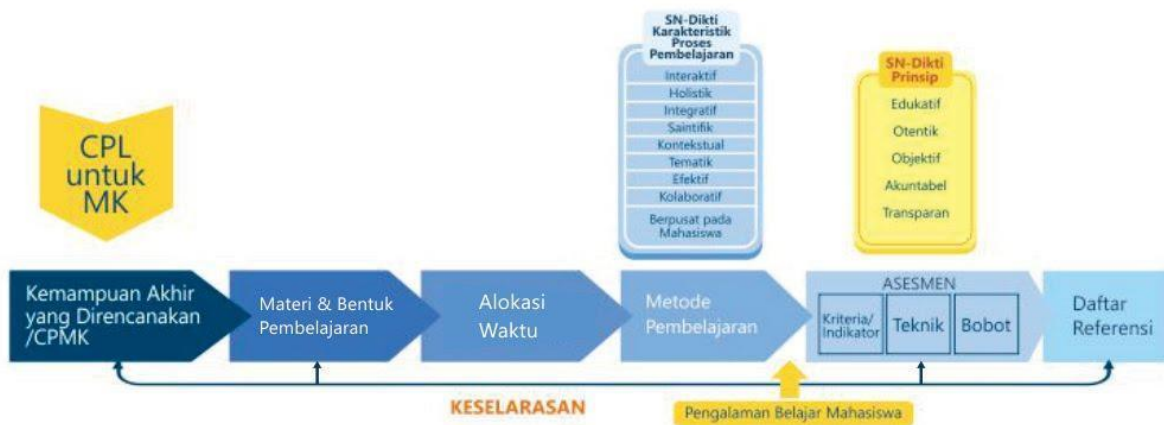 SN-Dikti
Karakteristik
Proses
Pembelajaran
Interaktif
Holistik
Integratif
Saintifik
Kontekstual
Tematik
Efektif
Kolaboratif
Berpusat pada
Mahasiswa
SN-Dikti
Prinsip
Edukatif
Otentik
Objektif
Akuntabel
Transparan
CPL
untuk
MK
Kemampuan Akhir
yang Direncanakan
/CPMK
Materi & Bentuk
Pembelajaran
Alokasi
Waktu
Metode
Pembelajaran
ASESMEN
Kriteria/
Indikator
Teknik
Bobot
Daftar
Referensi
KESELARASAN
Pengalaman Belajar Mahasiswa